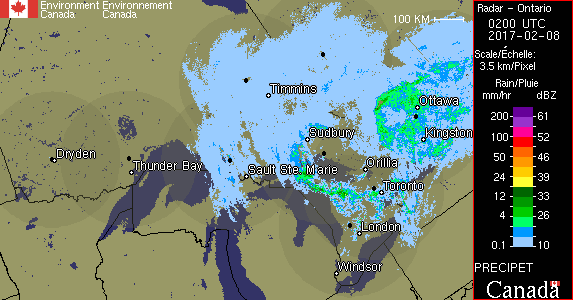 Environment Environnement
Canada Canada
100 KM
Timmins
Ottawa
Sudbury
Kingston
Dryden
Thunder Bay
Orillia
Sault Ste. Marie
Toronto
London
Windsor
Radar - Ontario
0200 UTC
2017-02-08
Scale/Échelle:
3.5 km/Pixel
Rain/Pluie
mm/hr dBZ
200 61
100 52
50 46
24 39
12 33
4 26
1 18
0.1 10
PRECIPET
Canada